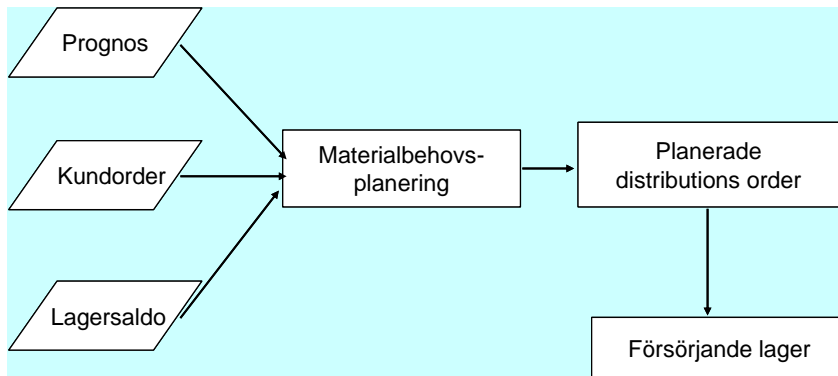 Prognos
Kundorder
Lagersaldo
Materialbehovs-
planering
Planerade
distributions order
Försörjande lager